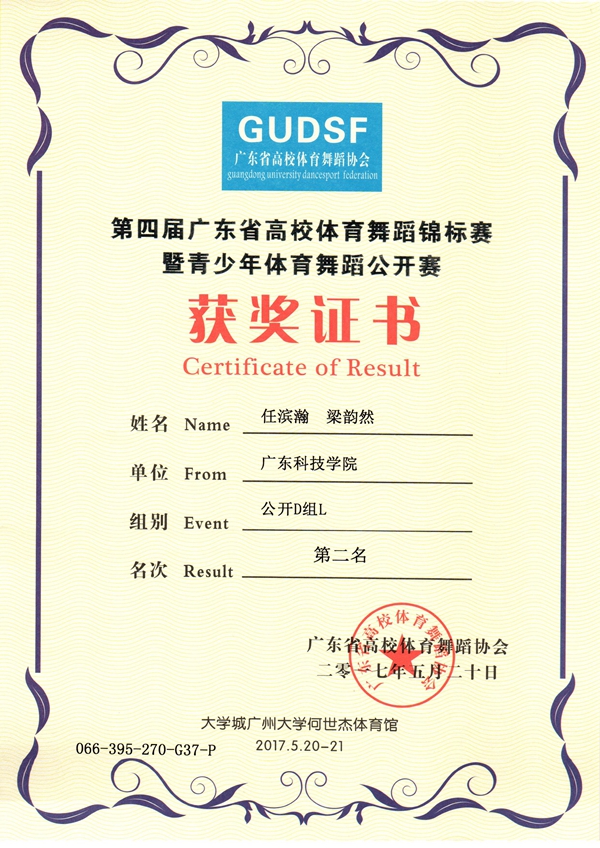 GUDSF
广东省高校体育舞蹈协会
guangdong university dancesport federation
第四届广东省高校体育舞蹈锦标赛
暨青少年体育舞蹈公开赛
获奖证书
Certificate of Result
姓名 Name 任滨瀚 梁韵然
单位 From 广东科技学院
组别 Event 公开D组L
名次 Result 第二名
广东省高校体育舞蹈协会
广东省高校体育舞蹈协会
二零一七年五月二十日
大学城广州大学何世杰体育馆
066-395-270-G37-P
2017.5.20-21